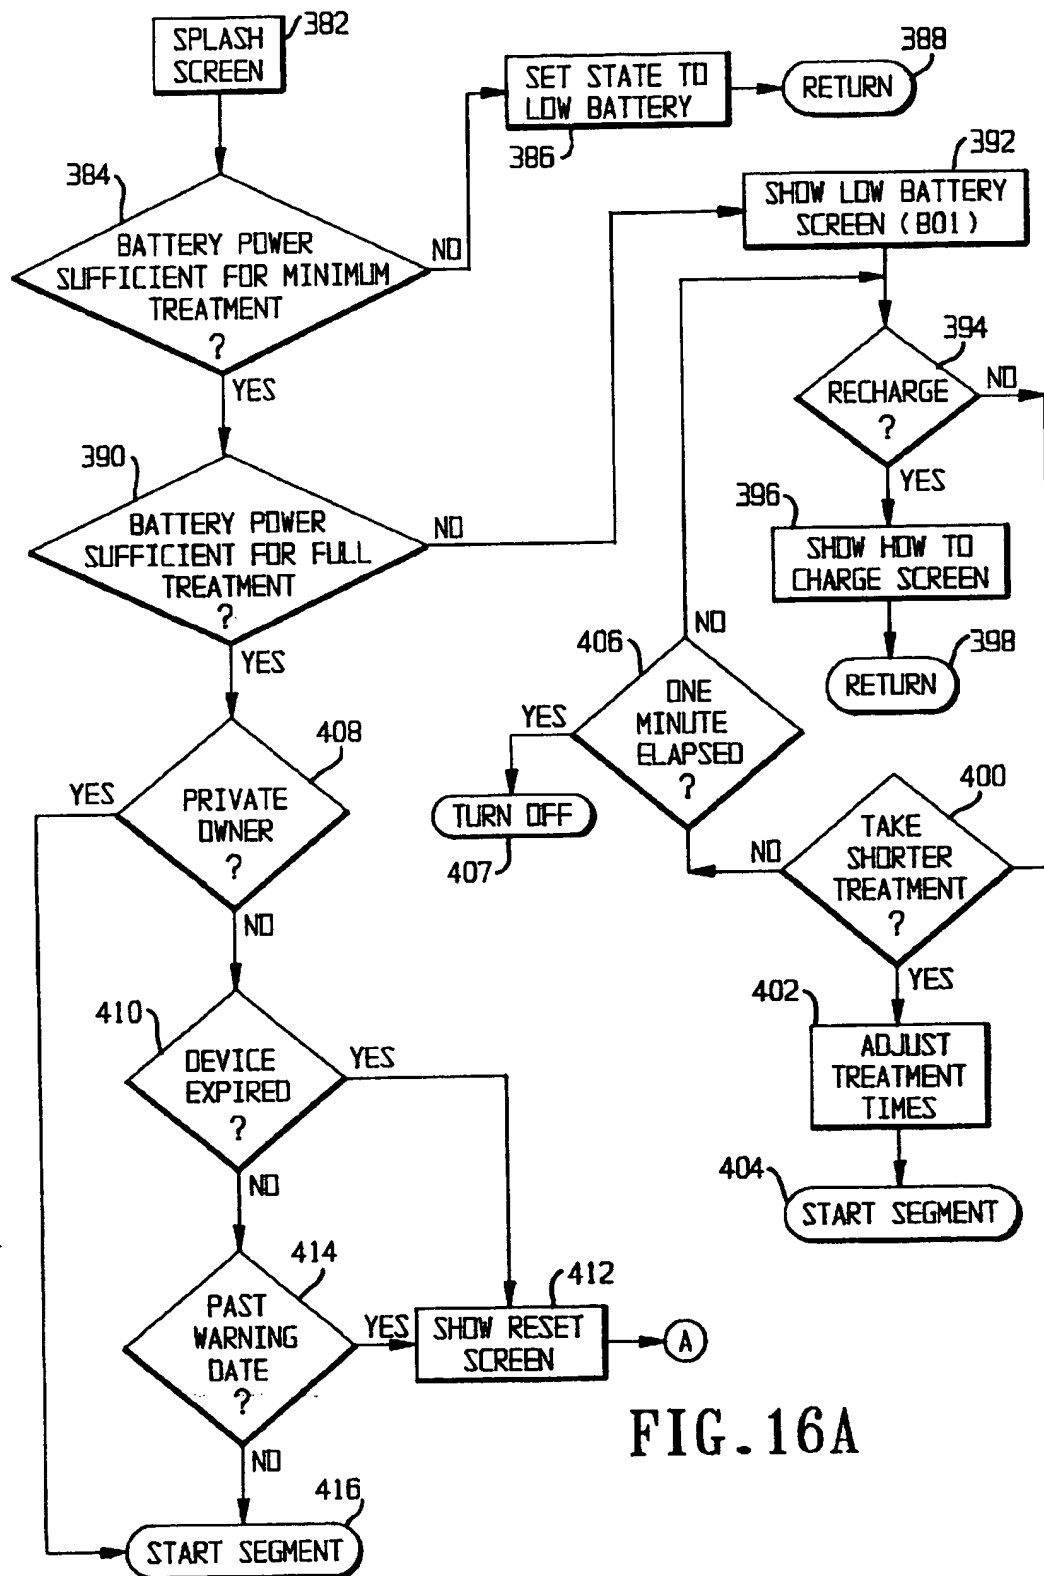 SPLASH
SCREEN
382
SET STATE TO
LOW BATTERY
386
RETURN
388
384
BATTERY POWER
SUFFICIENT FOR MINIMUM
TREATMENT
?
NO
YES
392
SHOW LOW BATTERY
SCREEN (B01)
394
RECHARGE
?
NO
YES
390
BATTERY POWER
SUFFICIENT FOR FULL
TREATMENT
?
NO
YES
396
SHOW HOW TO
CHARGE SCREEN
398
RETURN
406
NO
ONE
MINUTE
ELAPSED
?
YES
TURN OFF
407
408
YES
PRIVATE
OWNER
?
NO
400
TAKE
SHORTER
TREATMENT
?
NO
YES
402
ADJUST
TREATMENT
TIMES
404
START SEGMENT
410
DEVICE
EXPIRED
?
YES
NO
414
PAST
WARNING
DATE
?
YES
NO
412
SHOW RESET
SCREEN
A
416
START SEGMENT
FIG.16A